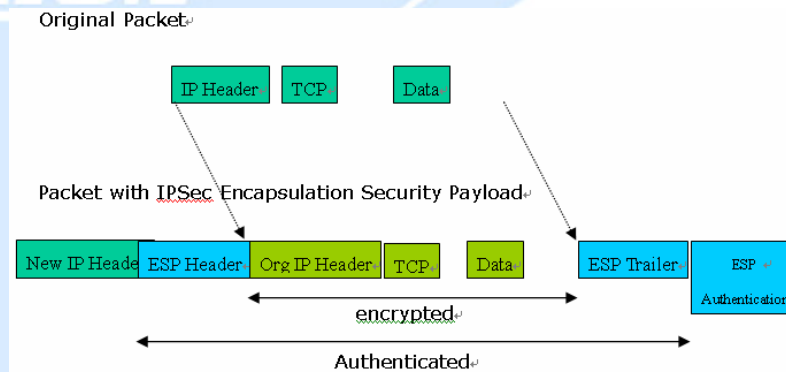 Original Packet
IP Header TCP Data
Packet with IPSec Encapsulation Security Payload
New IP Heade ESP Header Org IP Header TCP Data ESP Trailer ESP
Authentication
encrypted
Authenticated